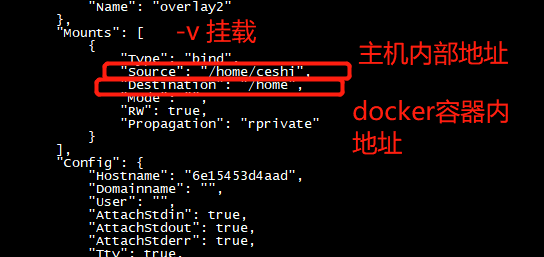 "Name": "overlay2"
},
"Mounts": [
-v 挂载
{
"Type": "bind",
"Source": "/home/ceshi",
主机内部地址
"Destination": "/home",
"Mode": "",
"RW": true,
docker容器内
地址
"Propagation": "rprivate"
}
],
"Config": {
"Hostname": "6e15453d4aad",
"Domainname": "",
"User": "",
"AttachStdin": true,
"AttachStdout": true,
"AttachStderr": true,
"Tty": true,